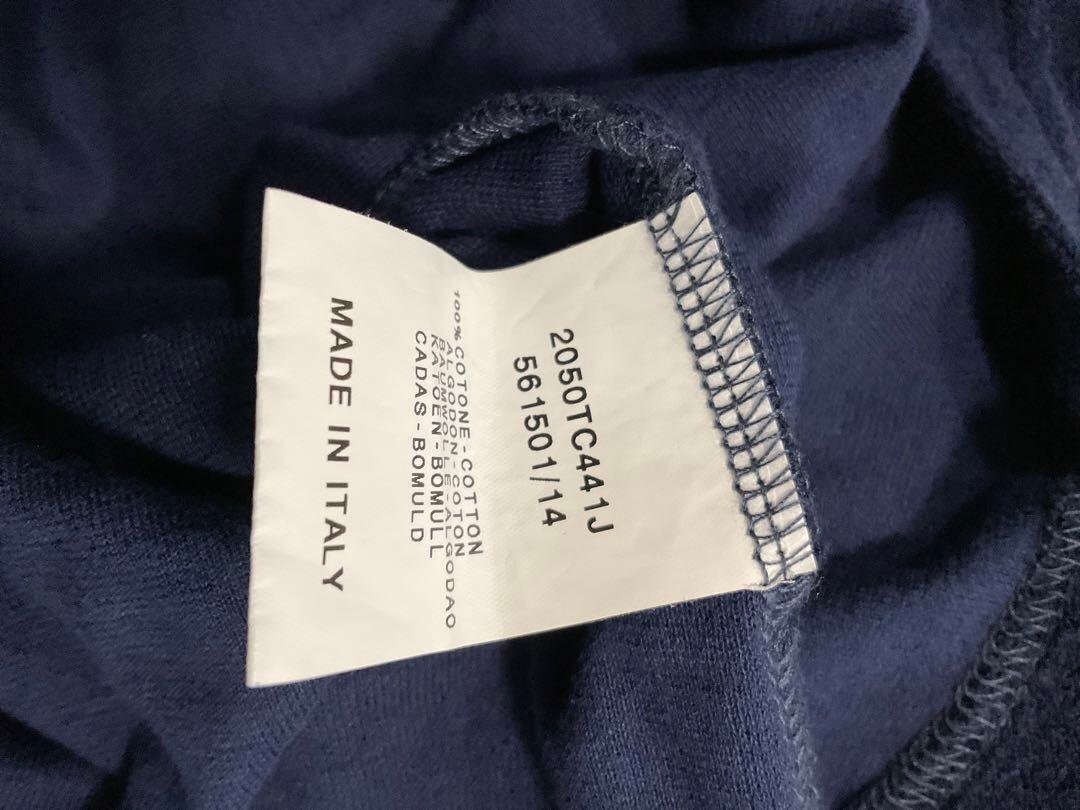 2050TC441J
561501/14
100% COTONE-COTTON
ALGODON-COTON
BAUMWOLLE-ALGODAO
KATOEN-BOMULL
CADAS-BOMULD
MADE IN ITALY